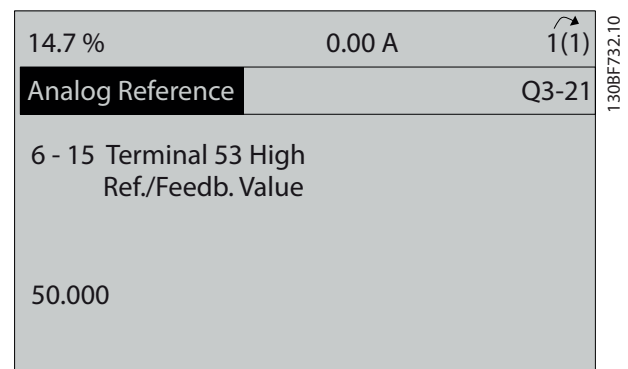 14.7 % 0.00 A 1(1)
Analog Reference Q3-21
6 - 15 Terminal 53 High
Ref./Feedb. Value
50.000
130BF732.10